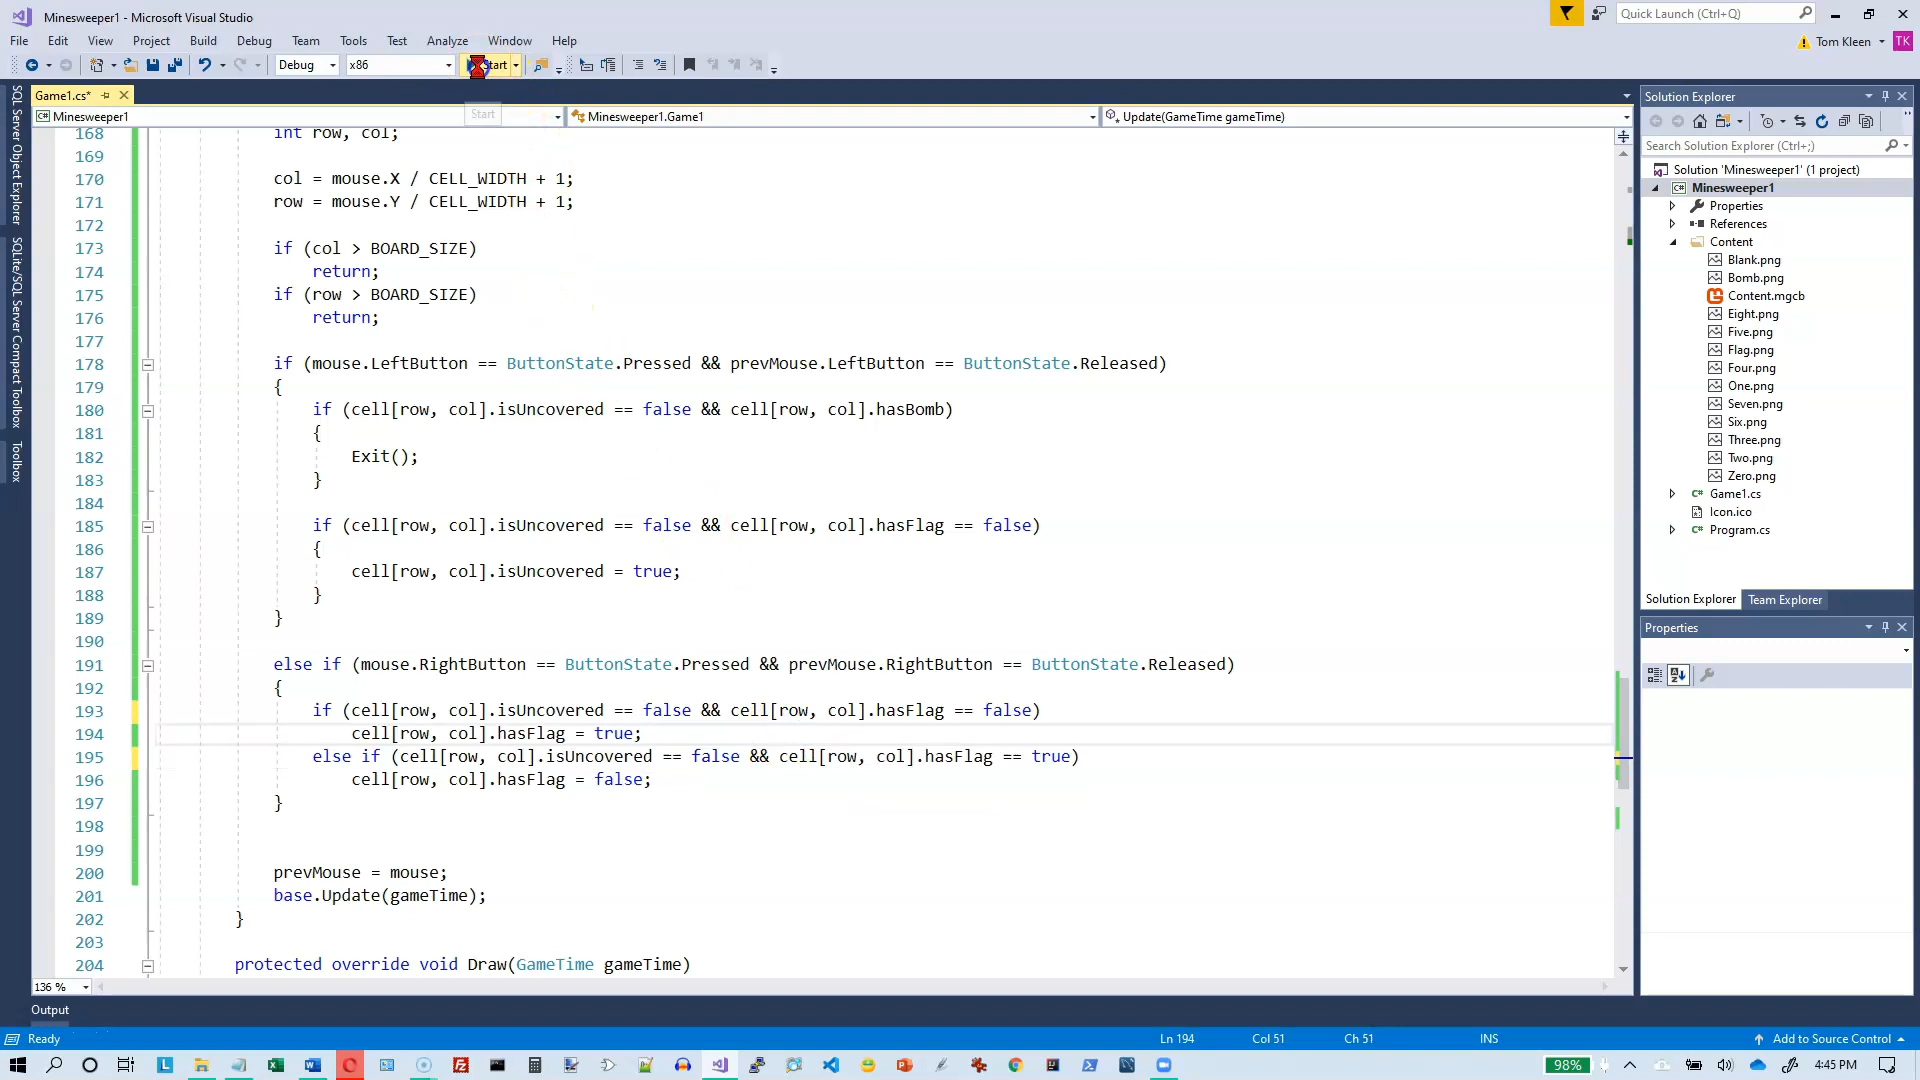 Minesweeper1 - Microsoft Visual Studio
Quick Launch (Ctrl+Q)
File Edit View Project Build Debug Team Tools Test Analyze Window Help
Tom Kleen TK
Debug x86 Start
Game1.cs*
Minesweeper1 Start Minesweeper1.Game1 Update(GameTime gameTime)
SQL Server Object Explorer
SQLite/SQL Server Compact Toolbox
Toolbox
168 int row, col;
169
170 col = mouse.X / CELL_WIDTH + 1;
171 row = mouse.Y / CELL_WIDTH + 1;
172
173 if (col > BOARD_SIZE)
174 return;
175 if (row > BOARD_SIZE)
176 return;
177
178 if (mouse.LeftButton == ButtonState.Pressed && prevMouse.LeftButton == ButtonState.Released)
179 {
180 if (cell[row, col].isUncovered == false && cell[row, col].hasBomb)
181 {
182 Exit();
183 }
184
185 if (cell[row, col].isUncovered == false && cell[row, col].hasFlag == false)
186 {
187 cell[row, col].isUncovered = true;
188 }
189 }
190
191 else if (mouse.RightButton == ButtonState.Pressed && prevMouse.RightButton == ButtonState.Released)
192 {
193 if (cell[row, col].isUncovered == false && cell[row, col].hasFlag == false)
194 cell[row, col].hasFlag = true;
195 else if (cell[row, col].isUncovered == false && cell[row, col].hasFlag == true)
196 cell[row, col].hasFlag = false;
197 }
198
199
200 prevMouse = mouse;
201 base.Update(gameTime);
202 }
203
204 protected override void Draw(GameTime gameTime)
136 %
Solution Explorer
Search Solution Explorer (Ctrl+;)
Solution 'Minesweeper1' (1 project)
C# Minesweeper1
Properties
References
Content
Blank.png
Bomb.png
Content.mgcb
Eight.png
Five.png
Flag.png
Four.png
One.png
Seven.png
Six.png
Three.png
Two.png
Zero.png
C# Game1.cs
Icon.ico
C# Program.cs
Solution Explorer Team Explorer
Properties
Output
Ready Ln 194 Col 51 Ch 51 INS Add to Source Control
98% 4:45 PM